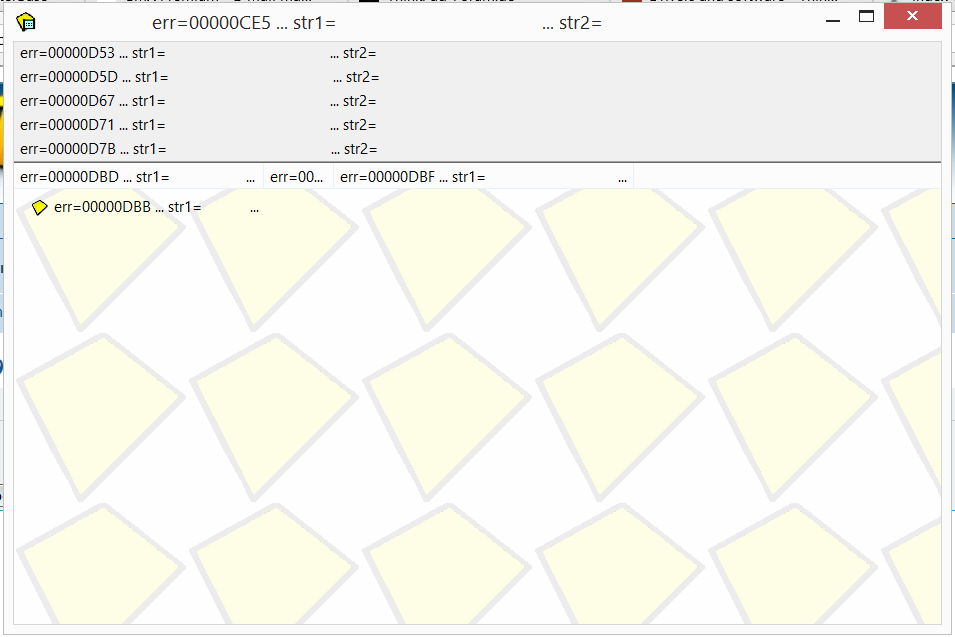 err=00000CE5 ... str1= ... str2=
err=00000D53 ... str1= ... str2=
err=00000D5D ... str1= ... str2=
err=00000D67 ... str1= ... str2=
err=00000D71 ... str1= ... str2=
err=00000D7B ... str1= ... str2=
err=00000DBD ... str1= ... err=00... err=00000DBF ... str1= ...
err=00000DBB ... str1= ...